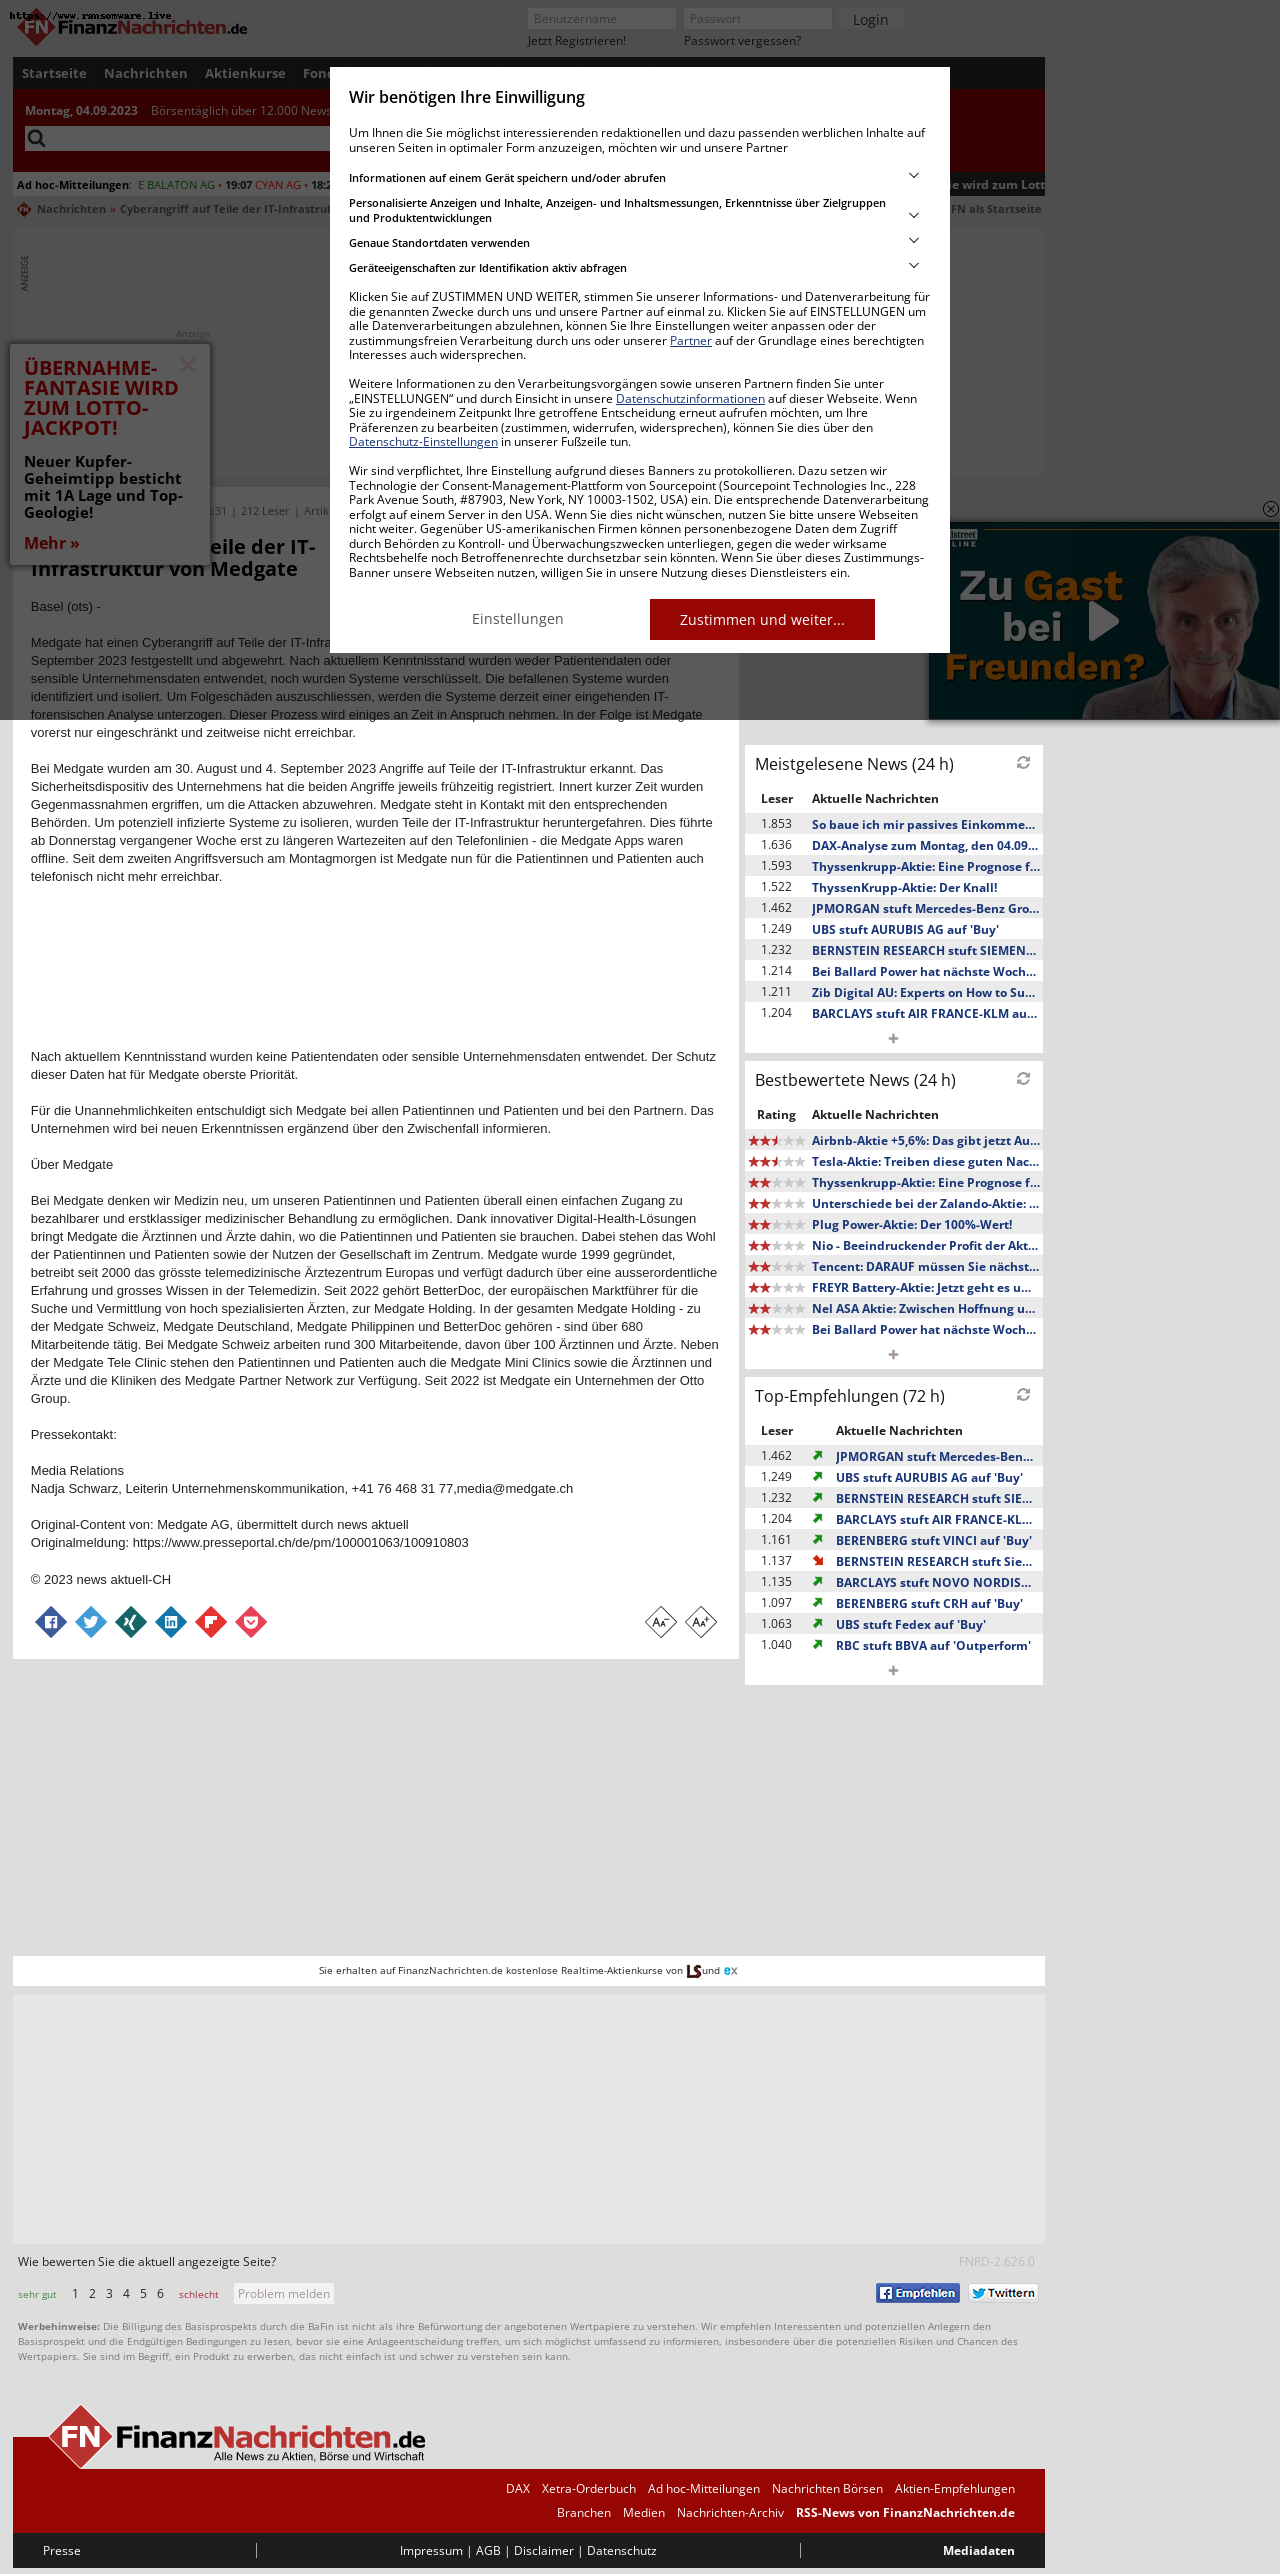 https://www.ransomware.live
FinanzNachrichten.de
Benutzername
Passwort
Login
Jetzt Registrieren!
Passwort vergessen?
Startseite
Nachrichten
Aktienkurse
Montag, 04.09.2023 Börsentäglich über 12.000 News
Ad hoc-Mitteilungen: E BALATON AG • 19:07 CYAN AG •
wird zum Lott
Nachrichten » Cyberangriff auf Teile der IT-Infrastruk
FN als Startseite
ANZEIGE
Anzeige
Wir benötigen Ihre Einwilligung
Um Ihnen die Sie möglichst interessierenden redaktionellen und dazu passenden werblichen Inhalte auf
unseren Seiten in optimaler Form anzuzeigen, möchten wir und unsere Partner
Informationen auf einem Gerät speichern und/oder abrufen
Personalisierte Anzeigen und Inhalte, Anzeigen- und Inhaltsmessungen, Erkenntnisse über Zielgruppen
und Produktentwicklungen
Genaue Standortdaten verwenden
Geräteeigenschaften zur Identifikation aktiv abfragen
Klicken Sie auf ZUSTIMMEN UND WEITER, stimmen Sie unserer Informations- und Datenverarbeitung für
die genannten Zwecke durch uns und unsere Partner auf einmal zu. Klicken Sie auf EINSTELLUNGEN um
alle Datenverarbeitungen abzulehnen, können Sie Ihre Einstellungen weiter anpassen oder der
zustimmungsfreien Verarbeitung durch uns oder unserer Partner auf der Grundlage eines berechtigten
Interesses auch widersprechen.
Weitere Informationen zu den Verarbeitungsvorgängen sowie unseren Partnern finden Sie unter
„EINSTELLUNGEN“ und durch Einsicht in unsere Datenschutzinformationen auf dieser Webseite. Wenn
Sie zu irgendeinem Zeitpunkt Ihre getroffene Entscheidung erneut aufrufen möchten, um Ihre
Präferenzen zu bearbeiten (zustimmen, widerrufen, widersprechen), können Sie dies über den
Datenschutz-Einstellungen in unserer Fußzeile tun.
Wir sind verpflichtet, Ihre Einstellung aufgrund dieses Banners zu protokollieren. Dazu setzen wir
Technologie der Consent-Management-Plattform von Sourcepoint (Sourcepoint Technologies Inc., 228
Park Avenue South, #87903, New York, NY 10003-1502, USA) ein. Die entsprechende Datenverarbeitung
erfolgt auf einem Server in den USA. Wenn Sie dies nicht wünschen, nutzen Sie bitte unsere Webseiten
nicht weiter. Gegenüber US-amerikanischen Firmen können personenbezogene Daten dem Zugriff
durch Behörden zu Kontroll- und Überwachungszwecken unterliegen, gegen die weder wirksame
Rechtsbehelfe noch Betroffenenrechte durchsetzbar sein könnten. Wenn Sie über dieses Zustimmungs-
Banner unsere Webseiten nutzen, willigen Sie in unsere Nutzung dieses Dienstleisters ein.
Einstellungen
Zustimmen und weiter...
ÜBERNAHME-
FANTASIE WIRD
ZUM LOTTO-
JACKPOT!
Neuer Kupfer-
Geheimtipp besticht
mit 1A Lage und Top-
Geologie!
Mehr »
:31 | 212 Leser | Artik
eile der IT-
Infrastruktur von Medgate
Zu Gast
bei
Freunden?
Basel (ots) -
Medgate hat einen Cyberangriff auf Teile der IT-Infra
September 2023 festgestellt und abgewehrt. Nach aktuellem Kenntnisstand wurden weder Patientendaten oder
sensible Unternehmensdaten entwendet, noch wurden Systeme verschlüsselt. Die befallenen Systeme wurden
identifiziert und isoliert. Um Folgeschäden auszuschliessen, werden die Systeme derzeit einer eingehenden IT-
forensischen Analyse unterzogen. Dieser Prozess wird einiges an Zeit in Anspruch nehmen. In der Folge ist Medgate
vorerst nur eingeschränkt und zeitweise nicht erreichbar.
Bei Medgate wurden am 30. August und 4. September 2023 Angriffe auf Teile der IT-Infrastruktur erkannt. Das
Sicherheitsdispositiv des Unternehmens hat die beiden Angriffe jeweils frühzeitig registriert. Innert kurzer Zeit wurden
Gegenmassnahmen ergriffen, um die Attacken abzuwehren. Medgate steht in Kontakt mit den entsprechenden
Behörden. Um potenziell infizierte Systeme zu isolieren, wurden Teile der IT-Infrastruktur heruntergefahren. Dies führte
ab Donnerstag vergangener Woche erst zu längeren Wartezeiten auf der Telefonlinien - die Medgate Apps waren
offline. Seit dem zweiten Angriffsversuch am Montagmorgen ist Medgate nun für die Patientinnen und Patienten auch
telefonisch nicht mehr erreichbar.
Nach aktuellem Kenntnisstand wurden keine Patientendaten oder sensible Unternehmensdaten entwendet. Der Schutz
dieser Daten hat für Medgate oberste Priorität.
Für die Unannehmlichkeiten entschuldigt sich Medgate bei allen Patientinnen und Patienten und bei den Partnern. Das
Unternehmen wird bei neuen Erkenntnissen ergänzend über den Zwischenfall informieren.
Über Medgate
Bei Medgate denken wir Medizin neu, um unseren Patientinnen und Patienten überall einen einfachen Zugang zu
bezahlbarer und erstklassiger medizinischer Behandlung zu ermöglichen. Dank innovativer Digital-Health-Lösungen
bringt Medgate die Ärztinnen und Ärzte dahin, wo die Patientinnen und Patienten sie brauchen. Dabei stehen das Wohl
der Patientinnen und Patienten sowie der Nutzen der Gesellschaft im Zentrum. Medgate wurde 1999 gegründet,
betreibt seit 2000 das grösste telemedizinische Ärztezentrum Europas und verfügt dadurch über eine ausserordentliche
Erfahrung und grosses Wissen in der Telemedizin. Seit 2022 gehört BetterDoc, der europäischen Marktführer für die
Suche und Vermittlung von hoch spezialisierten Ärzten, zur Medgate Holding. In der gesamten Medgate Holding - zu
der Medgate Schweiz, Medgate Deutschland, Medgate Philippinen und BetterDoc gehören - sind über 680
Mitarbeitende tätig. Bei Medgate Schweiz arbeiten rund 300 Mitarbeitende, davon über 100 Ärztinnen und Ärzte. Neben
der Medgate Tele Clinic stehen den Patientinnen und Patienten auch die Medgate Mini Clinics sowie die Ärztinnen und
Ärzte und die Kliniken des Medgate Partner Network zur Verfügung. Seit 2022 ist Medgate ein Unternehmen der Otto
Group.
Pressekontakt:
Media Relations
Nadja Schwarz, Leiterin Unternehmenskommunikation, +41 76 468 31 77,media@medgate.ch
Original-Content von: Medgate AG, übermittelt durch news aktuell
Originalmeldung: https://www.presseportal.ch/de/pm/100001063/100910803
© 2023 news aktuell-CH
Meistgelesene News (24 h)
Leser Aktuelle Nachrichten
1.853 So baue ich mir passives Einkomme...
1.636 DAX-Analyse zum Montag, den 04.09...
1.593 Thyssenkrupp-Aktie: Eine Prognose f...
1.522 ThyssenKrupp-Aktie: Der Knall!
1.462 JPMORGAN stuft Mercedes-Benz Gro...
1.249 UBS stuft AURUBIS AG auf 'Buy'
1.232 BERNSTEIN RESEARCH stuft SIEMEN...
1.214 Bei Ballard Power hat nächste Woch...
1.211 Zib Digital AU: Experts on How to Su...
1.204 BARCLAYS stuft AIR FRANCE-KLM au...
Bestbewertete News (24 h)
Rating Aktuelle Nachrichten
Airbnb-Aktie +5,6%: Das gibt jetzt Au...
Tesla-Aktie: Treiben diese guten Nac...
Thyssenkrupp-Aktie: Eine Prognose f...
Unterschiede bei der Zalando-Aktie: ...
Plug Power-Aktie: Der 100%-Wert!
Nio - Beeindruckender Profit der Akt...
Tencent: DARAUF müssen Sie nächst...
FREYR Battery-Aktie: Jetzt geht es u...
Nel ASA Aktie: Zwischen Hoffnung u...
Bei Ballard Power hat nächste Woch...
Top-Empfehlungen (72 h)
Leser Aktuelle Nachrichten
1.462 JPMORGAN stuft Mercedes-Ben...
1.249 UBS stuft AURUBIS AG auf 'Buy'
1.232 BERNSTEIN RESEARCH stuft SIE...
1.204 BARCLAYS stuft AIR FRANCE-KL...
1.161 BERENBERG stuft VINCI auf 'Buy'
1.137 BERNSTEIN RESEARCH stuft Sie...
1.135 BARCLAYS stuft NOVO NORDIS...
1.097 BERENBERG stuft CRH auf 'Buy'
1.063 UBS stuft Fedex auf 'Buy'
1.040 RBC stuft BBVA auf 'Outperform'
Sie erhalten auf FinanzNachrichten.de kostenlose Realtime-Aktienkurse von LS und ex
Wie bewerten Sie die aktuell angezeigte Seite?
FNRD-2.626.0
sehr gut 1 2 3 4 5 6 schlecht Problem melden
Empfehlen
Twittern
Werbehinweise: Die Billigung des Basisprospekts durch die BaFin ist nicht als ihre Befürwortung der angebotenen Wertpapiere zu verstehen. Wir empfehlen Interessenten und potenziellen Anlegern den
Basisprospekt und die Endgültigen Bedingungen zu lesen, bevor sie eine Anlageentscheidung treffen, um sich möglichst umfassend zu informieren, insbesondere über die potenziellen Risiken und Chancen des
Wertpapiers. Sie sind im Begriff, ein Produkt zu erwerben, das nicht einfach ist und schwer zu verstehen sein kann.
FN FinanzNachrichten.de
Alle News zu Aktien, Börse und Wirtschaft
DAX Xetra-Orderbuch Ad hoc-Mitteilungen Nachrichten Börsen Aktien-Empfehlungen
Branchen Medien Nachrichten-Archiv RSS-News von FinanzNachrichten.de
Presse
Impressum | AGB | Disclaimer | Datenschutz
Mediadaten